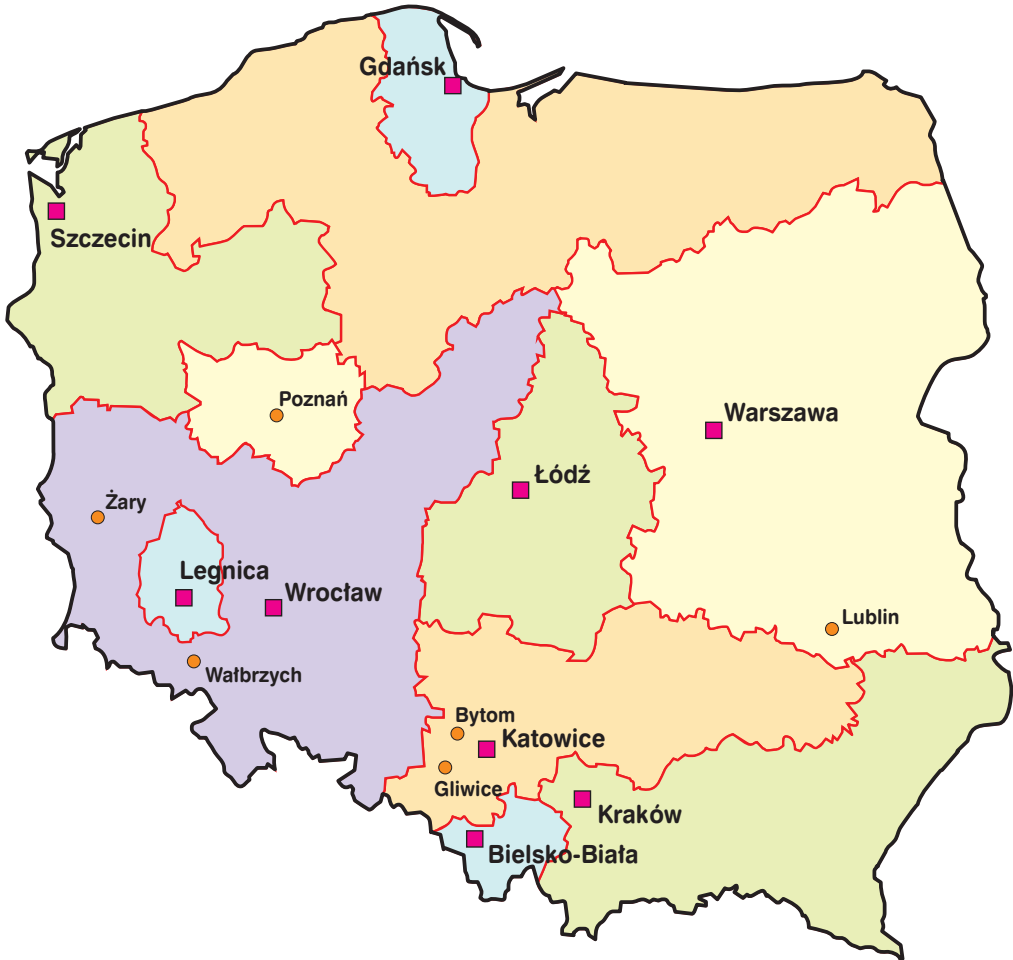 Gdańsk
Szczecin
Poznań
Warszawa
Łódź
Żary
Legnica
Wrocław
Lublin
Wałbrzych
Bytom
Katowice
Gliwice
Kraków
Bielsko-Biała